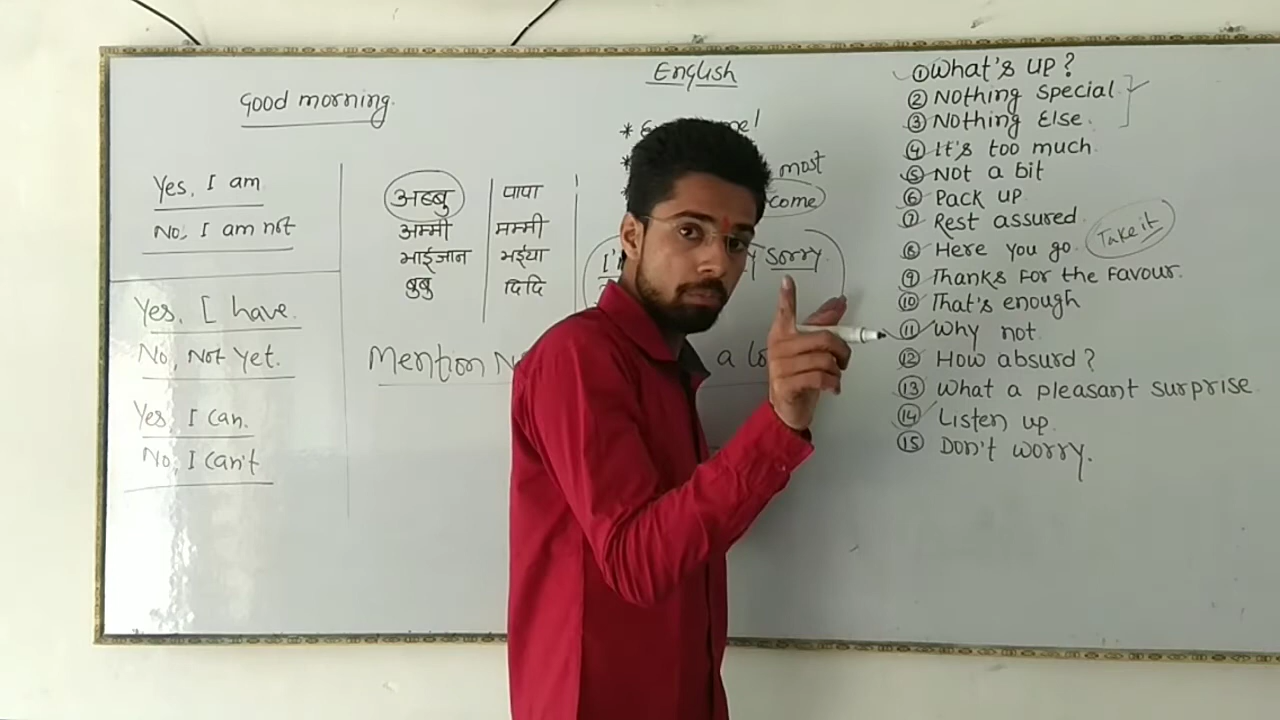 English
Good morning.
Yes, I am
No, I am not
Yes, I have.
No, Not yet.
Yes, I can.
No, I can't
अब्बु पापा
अम्मी मम्मी
भाईजान भईया
बुबु दिदि
*
most
come
sorry.
Mention
a
① What's up?
② Nothing special
③ Nothing Else.
④ It's too much.
⑤ Not a bit
⑥ Pack up
⑦ Rest assured.
⑧ Here you go. Take it
⑨ Thanks for the favour.
⑩ That's enough
⑪ Why not.
⑫ How absurd?
⑬ What a pleasant surprise.
⑭ Listen up.
⑮ Don't worry.